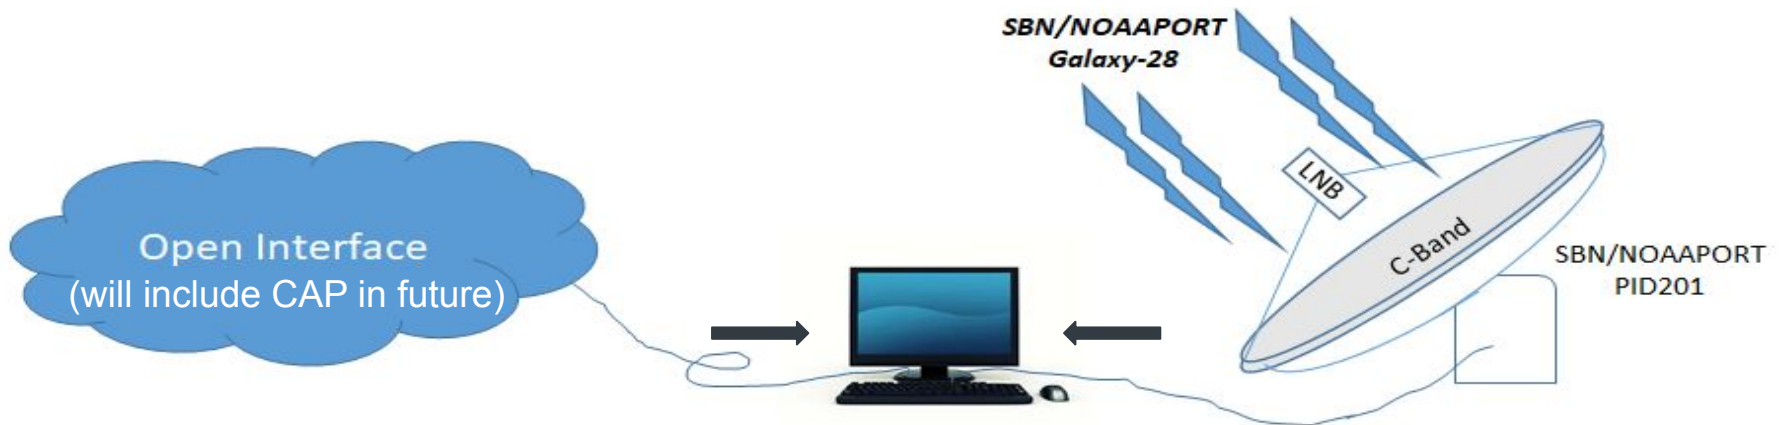 SBN/NOAAPORT
Galaxy-28
LNB
C-Band
Open Interface
(will include CAP in future)
SBN/NOAAPORT
PID201